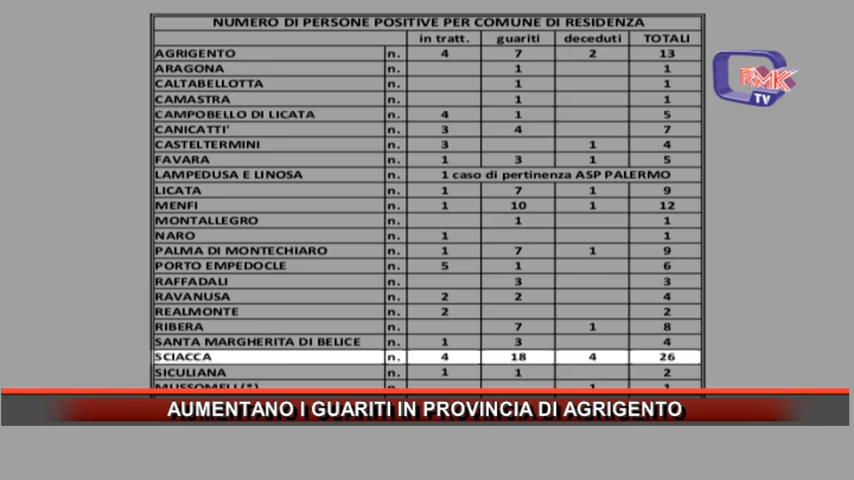 NUMERO DI PERSONE POSITIVE PER COMUNE DI RESIDENZA
in tratt. guariti deceduti TOTALI
AGRIGENTO n. 4 7 2 13
ARAGONA n. 1 1
CALTABELLOTTA n. 1 1
CAMASTRA n. 1 1
CAMPOBELLO DI LICATA n. 4 1 5
CANICATTI' n. 3 4 7
CASTELTERMINI n. 3 1 4
FAVARA n. 1 3 1 5
LAMPEDUSA E LINOSA n. 1 caso di pertinenza ASP PALERMO
LICATA n. 1 7 1 9
MENFI n. 1 10 1 12
MONTALLEGRO n. 1 1
NARO n. 1 1
PALMA DI MONTECHIARO n. 1 7 1 9
PORTO EMPEDOCLE n. 5 1 6
RAFFADALI n. 3 3
RAVANUSA n. 2 2 4
REALMONTE n. 2 2
RIBERA n. 7 1 8
SANTA MARGHERITA DI BELICE n. 1 3 4
SCIACCA n. 4 18 4 26
SICULIANA n. 1 1 2
MUSSOMELI (*) n. 1 1
RMK
TV
AUMENTANO I GUARITI IN PROVINCIA DI AGRIGENTO